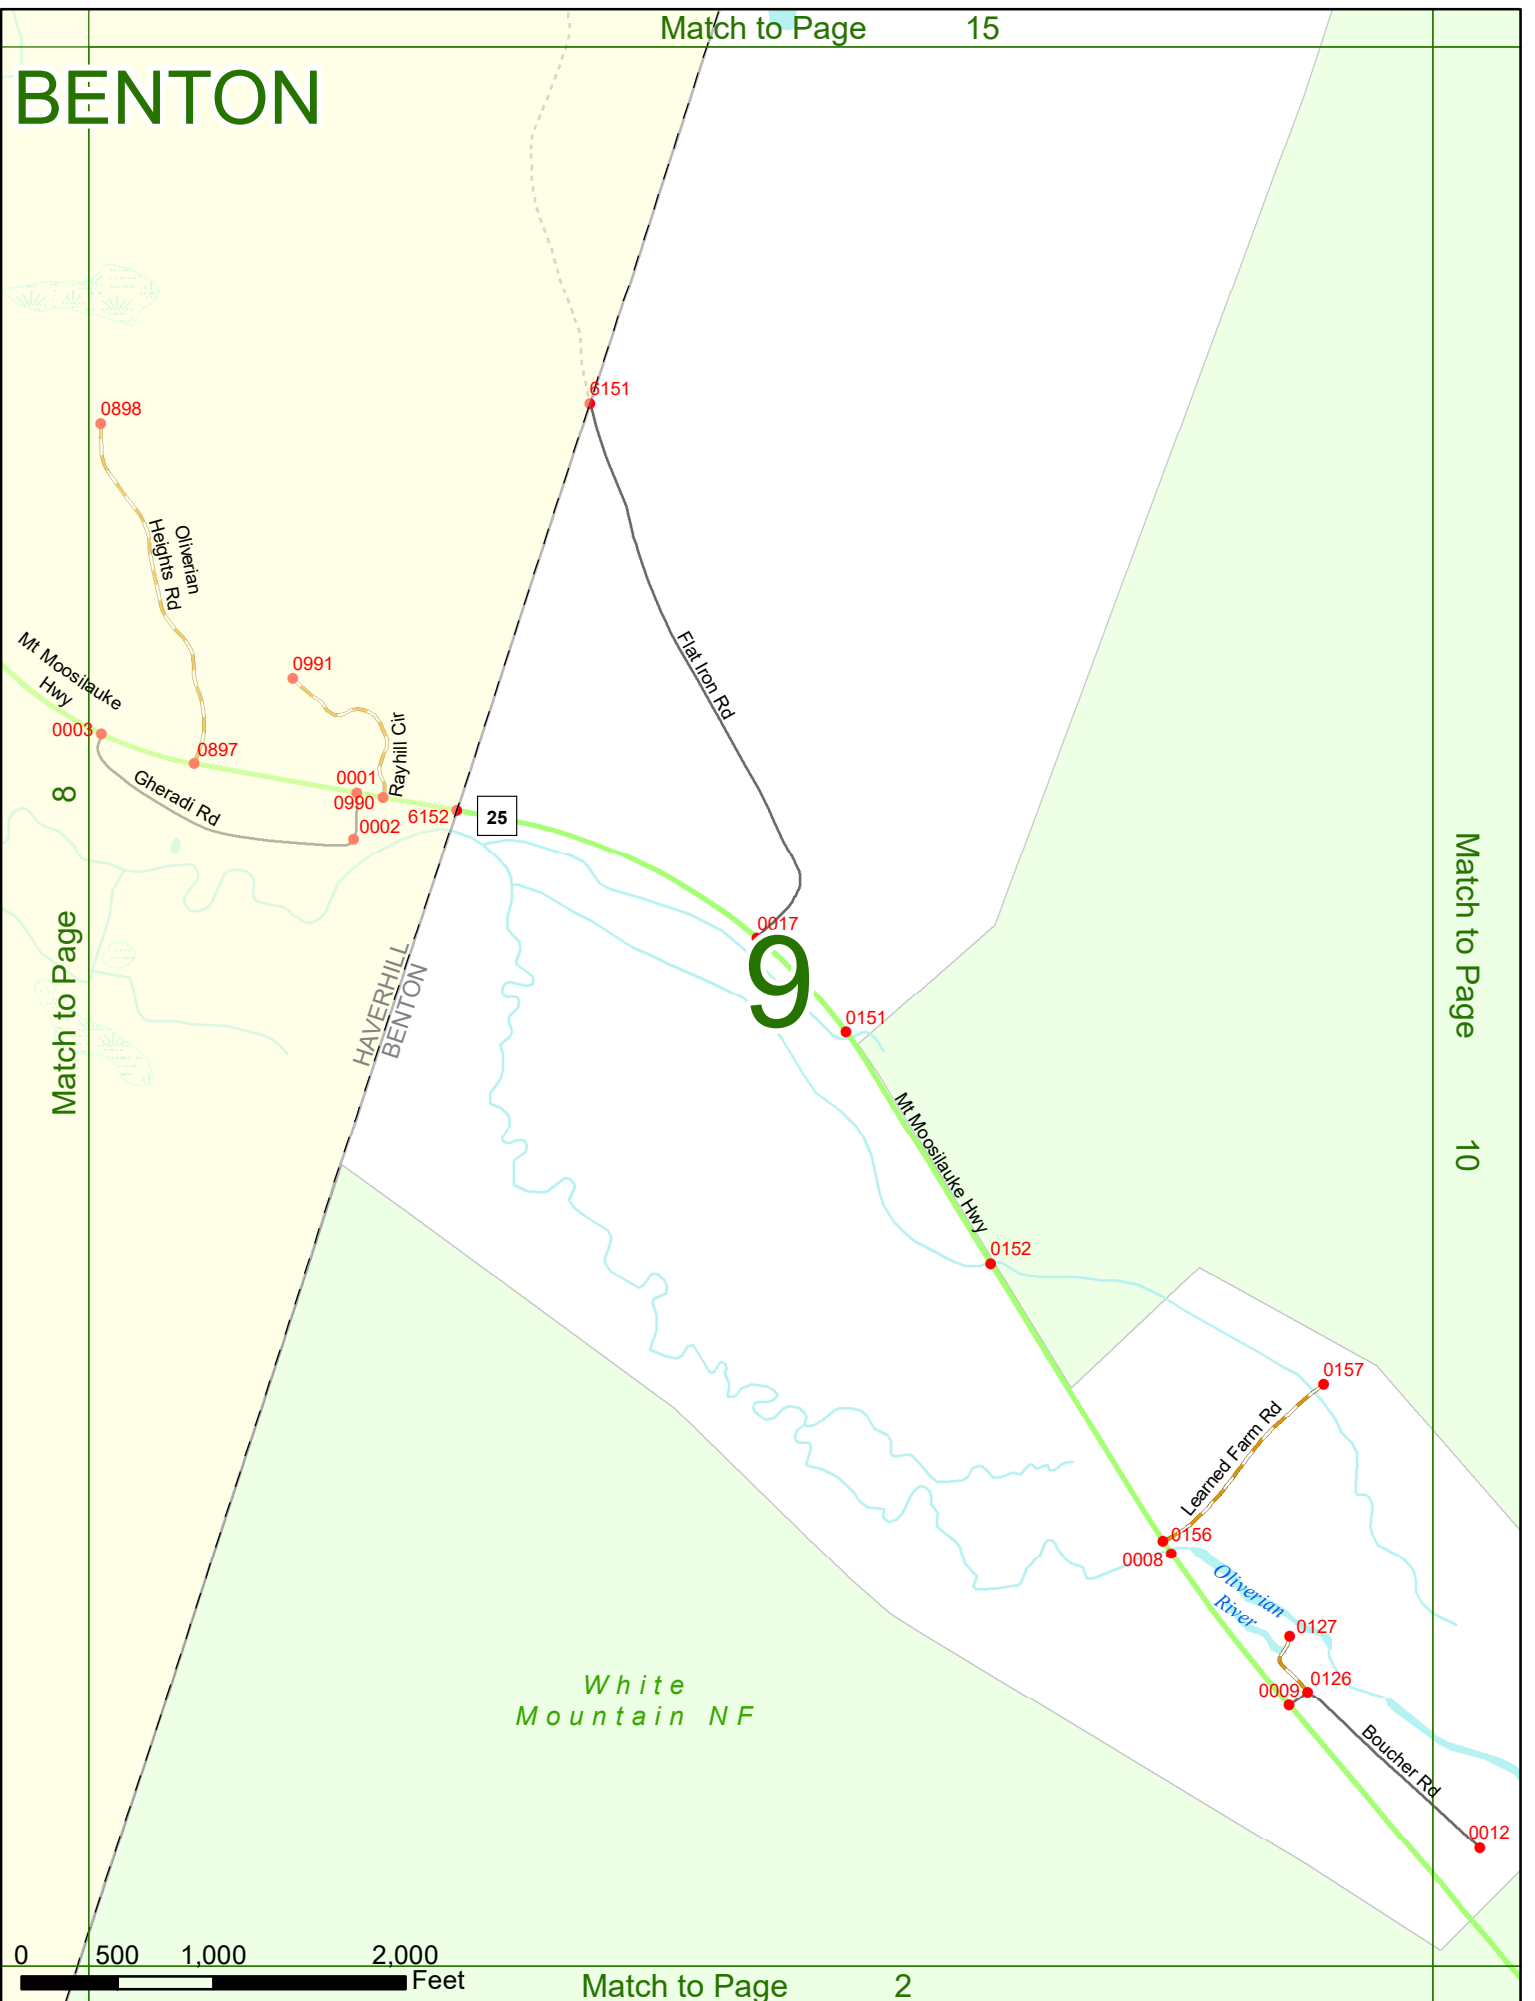 Match to Page 15
BENTON
6151
0898
Oliverian
Heights Rd
Flat Iron Rd
Mt Moosilauke
Hwy
0991
0003
0897
Rayhill Cir
Gheradi Rd
0001
0990
6152
25
0002
8
Match to Page
0017
9
HAVERHILL
BENTON
0151
Match to Page
10
Mt Moosilauke Hwy
0152
0157
Learned Farm Rd
0156
0008
Oliverian
River
0127
0126
0009
White
Mountain NF
Boucher Rd
0012
0 500 1,000 2,000
Feet
Match to Page 2